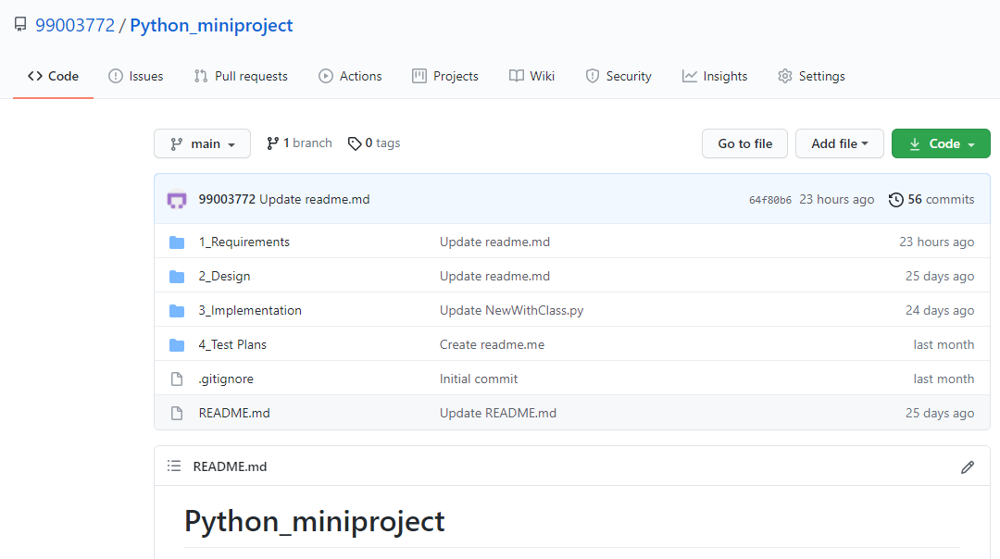 99003772 / Python_miniproject
Code Issues Pull requests Actions Projects Wiki Security Insights Settings
main 1 branch 0 tags Go to file Add file Code
99003772 Update readme.md 64f80b6 23 hours ago 56 commits
1_Requirements Update readme.md 23 hours ago
2_Design Update readme.md 25 days ago
3_Implementation Update NewWithClass.py 24 days ago
4_Test Plans Create readme.me last month
.gitignore Initial commit last month
README.md Update README.md 25 days ago
README.md
Python_miniproject